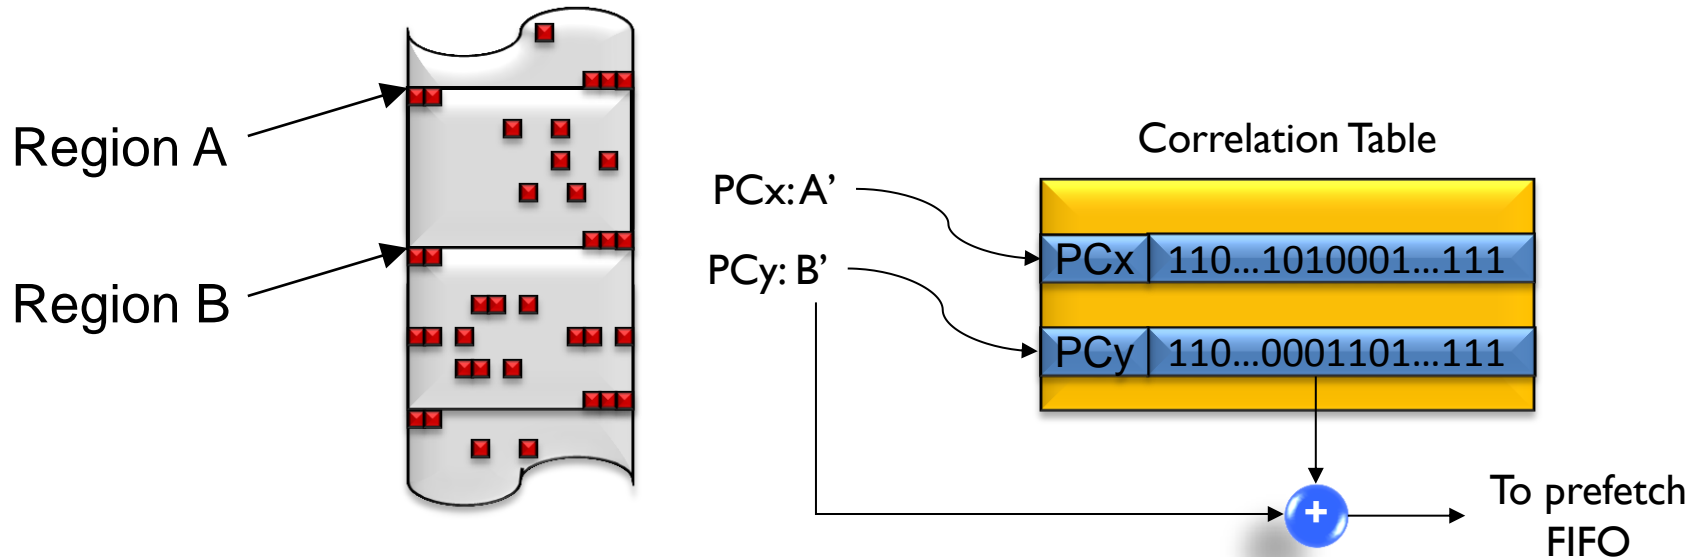 Region A
Region B
Correlation Table
PCx: A’
PCy: B’
PCx 110...1010001...111
PCy 110...0001101...111
+
To prefetch
FIFO